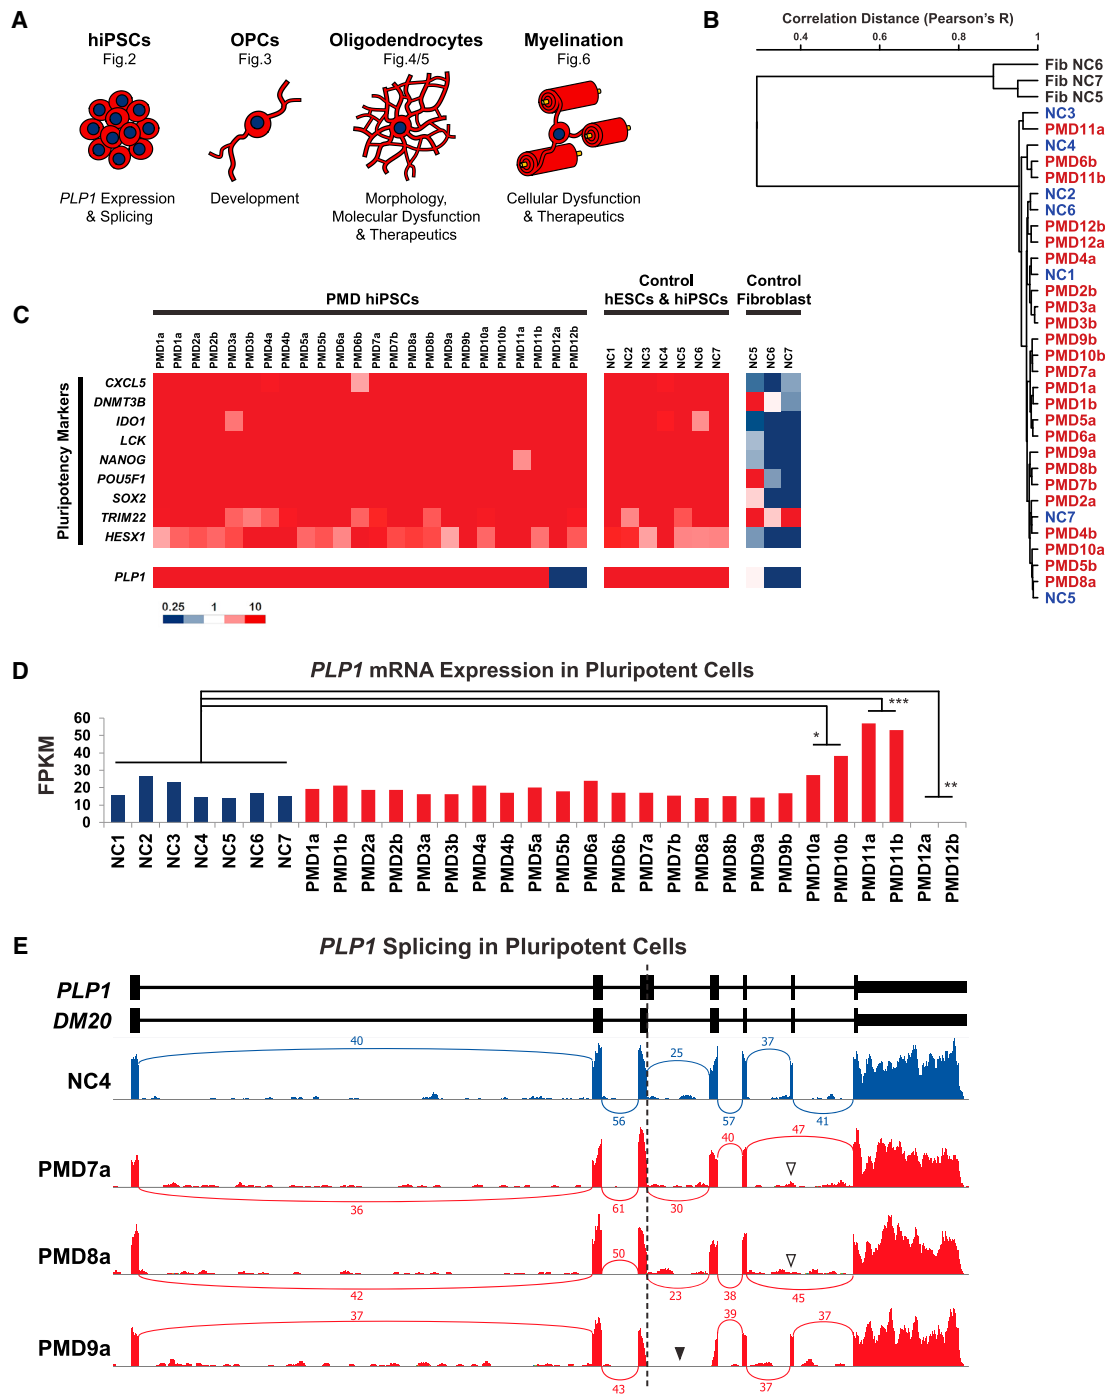 A
hiPSCs
Fig.2
PLP1 Expression
& Splicing
OPCs
Fig.3
Development
Oligodendrocytes
Fig.4/5
Morphology,
Molecular Dysfunction
& Therapeutics
Myelination
Fig.6
Cellular Dysfunction
& Therapeutics
B
Correlation Distance (Pearson's R)
0.4 0.6 0.8 1
Fib NC6
Fib NC7
Fib NC5
NC3
PMD11a
NC4
PMD6b
PMD11b
NC2
NC6
PMD12b
PMD12a
PMD4a
NC1
PMD2b
PMD3a
PMD3b
PMD9b
PMD10b
PMD7a
PMD1a
PMD1b
PMD5a
PMD6a
PMD9a
PMD8b
PMD7b
PMD2a
NC7
PMD4b
PMD10a
PMD5b
PMD8a
NC5
C
PMD hiPSCs
Control
hESCs & hiPSCs
Control
Fibroblast
PMD1a PMD1a PMD2a PMD2b PMD3a PMD3b PMD4a PMD4b PMD5a PMD5b PMD6a PMD6b PMD7a PMD7b PMD8a PMD8b PMD9a PMD9b PMD10a PMD10b PMD11a PMD11b PMD12a PMD12b
NC1 NC2 NC3 NC4 NC5 NC6 NC7
NC5 NC6 NC7
Pluripotency Markers
CXCL5
DNMT3B
IDO1
LCK
NANOG
POU5F1
SOX2
TRIM22
HESX1
PLP1
0.25 1 10
D
PLP1 mRNA Expression in Pluripotent Cells
FPKM
60
50
40
30
20
10
0
*
***
**
NC1 NC2 NC3 NC4 NC5 NC6 NC7 PMD1a PMD1b PMD2a PMD2b PMD3a PMD3b PMD4a PMD4b PMD5a PMD5b PMD6a PMD6b PMD7a PMD7b PMD8a PMD8b PMD9a PMD9b PMD10a PMD10b PMD11a PMD11b PMD12a PMD12b
E
PLP1 Splicing in Pluripotent Cells
PLP1
DM20
NC4
40 25 37
56 57 41
PMD7a
40 47
36 61 30
PMD8a
50
42 23 38 45
PMD9a
37 39 37
43 37